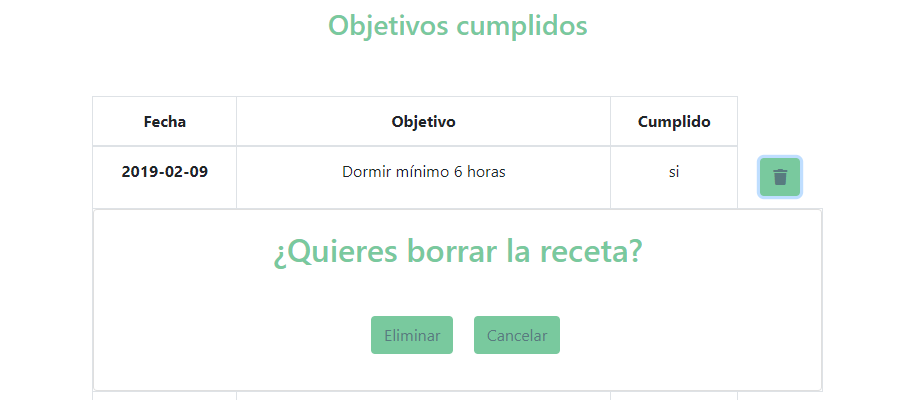 Objetivos cumplidos
Fecha Objetivo Cumplido
2019-02-09 Dormir mínimo 6 horas si
¿Quieres borrar la receta?
Eliminar Cancelar